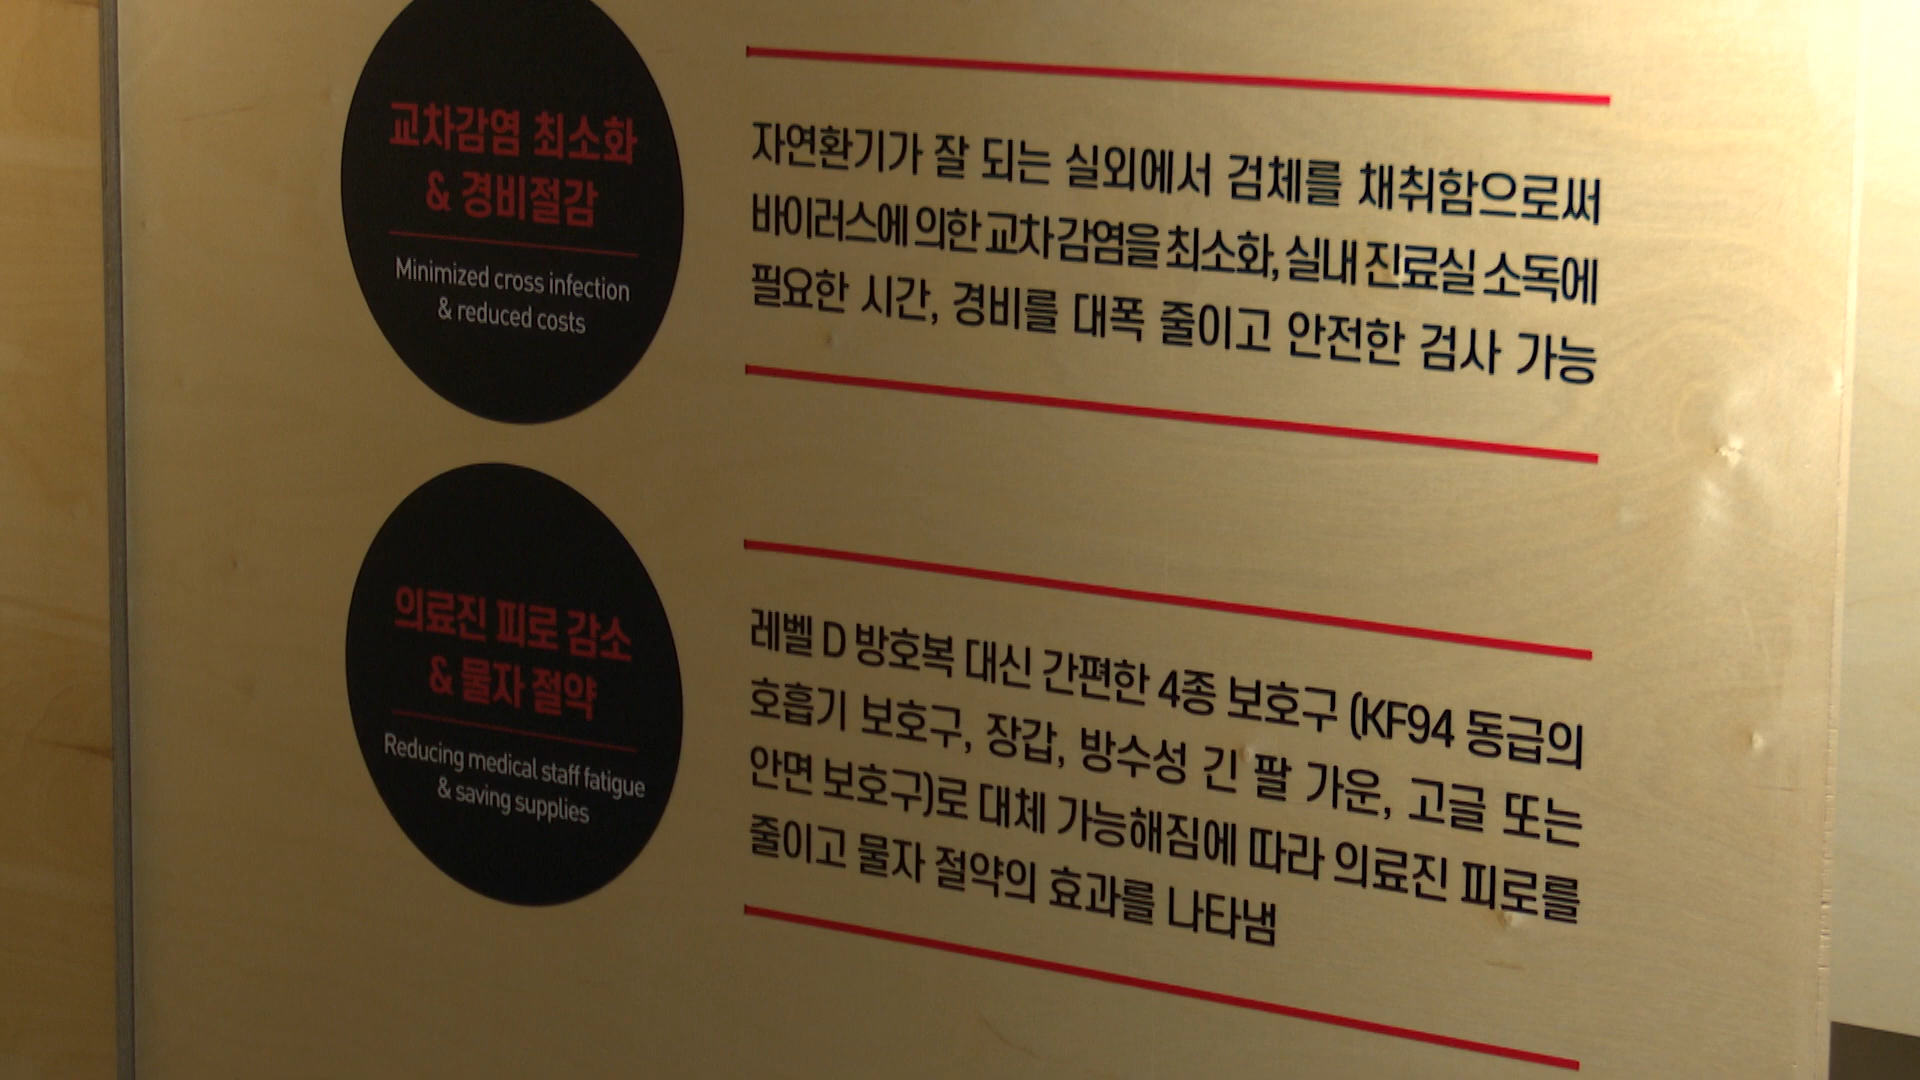 교차감염 최소화
& 경비절감
Minimized cross infection
& reduced costs
자연환기가 잘 되는 실외에서 검체를 채취함으로써
바이러스에 의한 교차감염을 최소화, 실내 진료실 소독에
필요한 시간, 경비를 대폭 줄이고 안전한 검사 가능
의료진 피로 감소
& 물자 절약
Reducing medical staff fatigue
& saving supplies
레벨 D 방호복 대신 간편한 4종 보호구 (KF94 동급의
호흡기 보호구, 장갑, 방수성 긴 팔 가운, 고글 또는
안면 보호구)로 대체 가능해짐에 따라 의료진 피로를
줄이고 물자 절약의 효과를 나타냄